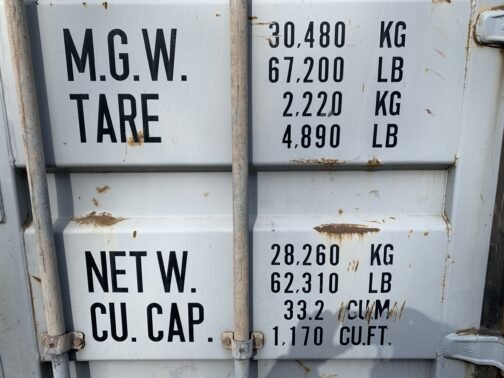 M.G.W. 30,480 KG
67,200 LB
TARE 2,220 KG
4,890 LB
NET W. 28,260 KG
62,310 LB
CU. CAP. 33.2 CU.M
1,170 CU.FT.